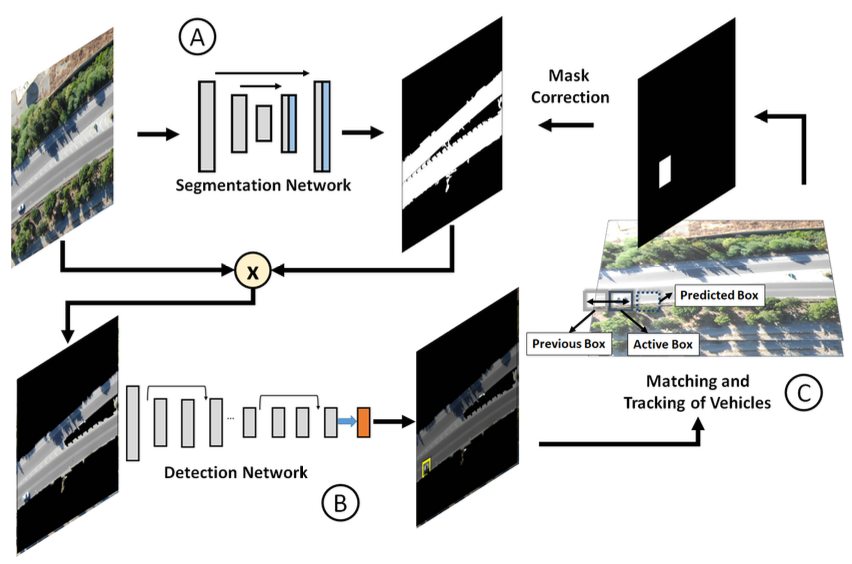 A
Mask
Correction
Segmentation Network
X
Predicted Box
Previous Box
Active Box
Matching and
Tracking of Vehicles
C
Detection Network
...
B